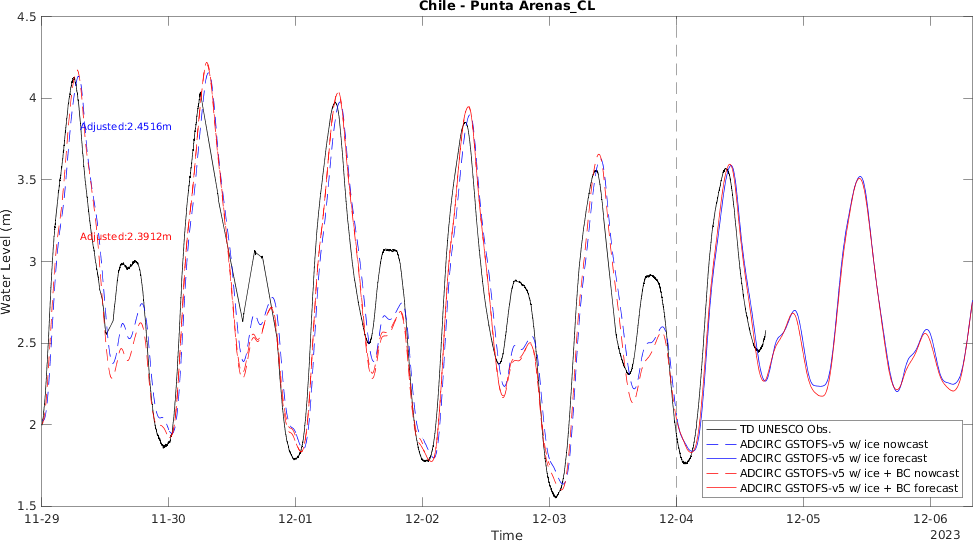 Chile - Punta Arenas_CL
4.5
4
3.5
3
2.5
2
1.5
Water Level (m)
Adjusted:2.4516m
Adjusted:2.3912m
TD UNESCO Obs.
ADCIRC GSTOFS-v5 w/ ice nowcast
ADCIRC GSTOFS-v5 w/ ice forecast
ADCIRC GSTOFS-v5 w/ ice + BC nowcast
ADCIRC GSTOFS-v5 w/ ice + BC forecast
11-29 11-30 12-01 12-02 12-03 12-04 12-05 12-06
Time
2023